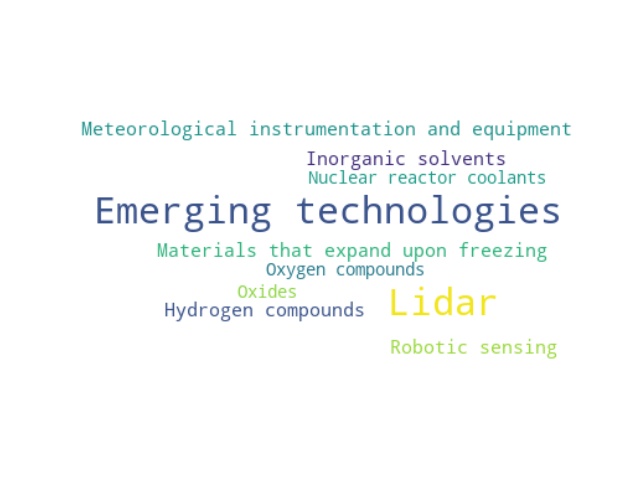 Meteorological instrumentation and equipment
Inorganic solvents
Nuclear reactor coolants
Emerging technologies
Materials that expand upon freezing
Oxygen compounds
Oxides
Lidar
Hydrogen compounds
Robotic sensing